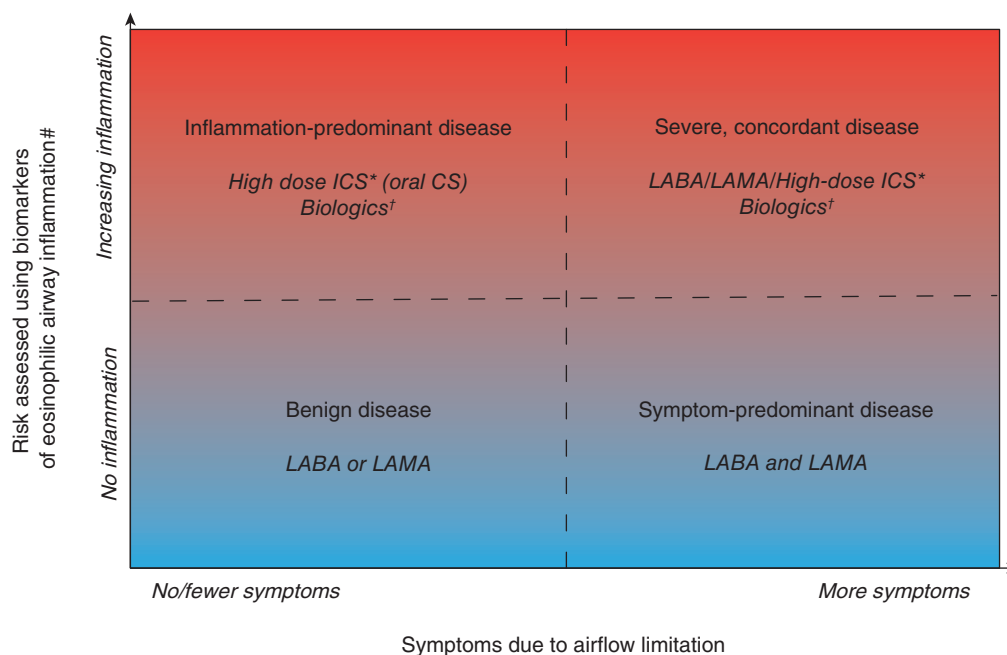 Risk assessed using biomarkers
of eosinophilic airway inflammation#
Increasing inflammation
No inflammation
Inflammation-predominant disease
High dose ICS* (oral CS)
Biologics†
Severe, concordant disease
LABA/LAMA/High-dose ICS*
Biologics†
Benign disease
LABA or LAMA
Symptom-predominant disease
LABA and LAMA
No/fewer symptoms
More symptoms
Symptoms due to airflow limitation